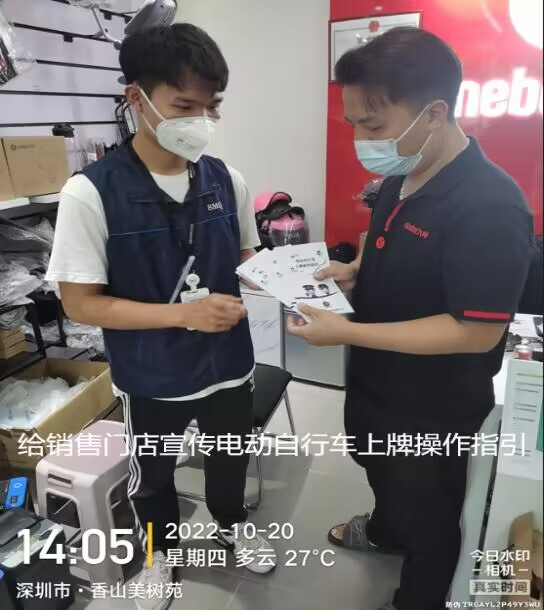 给销售门店宣传电动自行车上牌操作指引
14:05
2022-10-20
星期四 多云 27℃
深圳市·香山美树苑
今日水印
相机
真实时间
防伪 TRGAYL2P49Y3WU